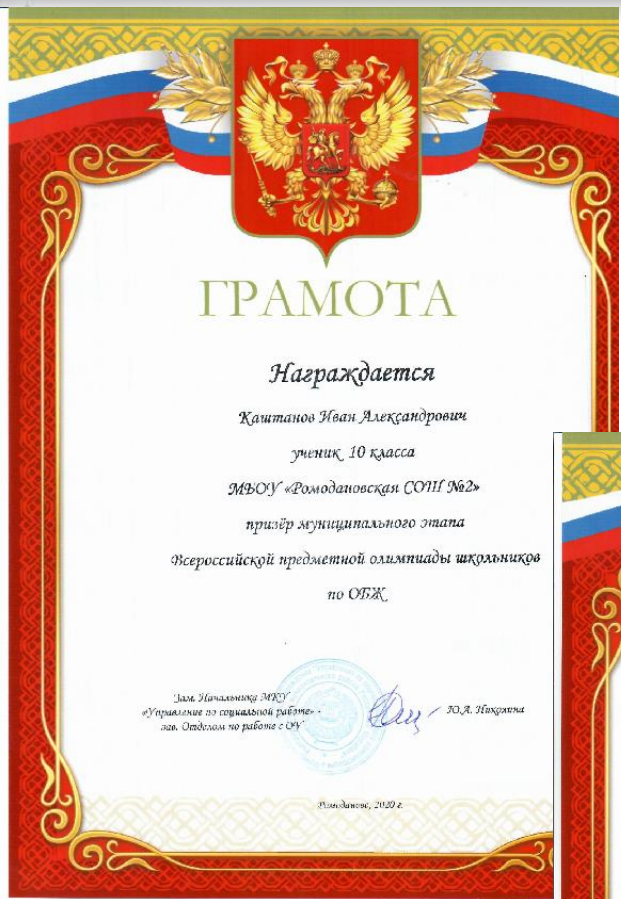 ГРАМОТА
Награждается
Каштанов Иван Александрович
ученик 10 класса
МБОУ «Ромодановская СОШ №2»
призёр муниципального этапа
Всероссийской предметной олимпиады школьников
по ОБЖ
Зам. Начальника МКУ
«Управление по социальной работе» -
зав. Отделом по работе с ОУ
Ю.А. Николина
Ромоданово, 2020 г.